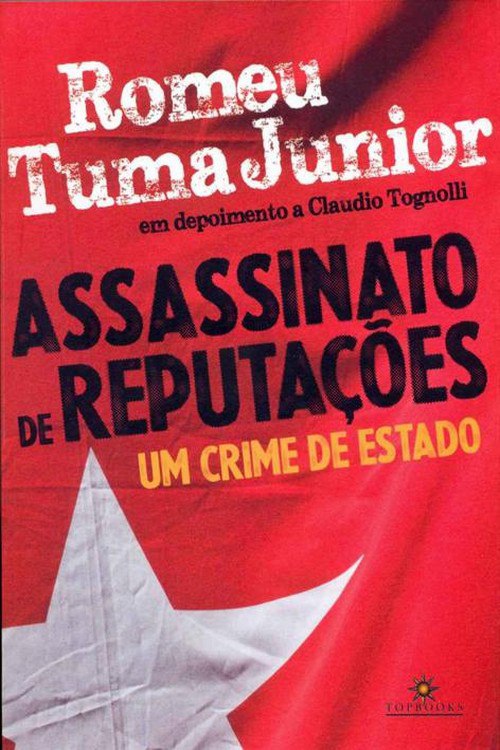 Romeu
Tuma Junior
em depoimento a Claudio Tognolli
ASSASSINATO
DE REPUTAÇÕES
UM CRIME DE ESTADO
TOPBOOKS